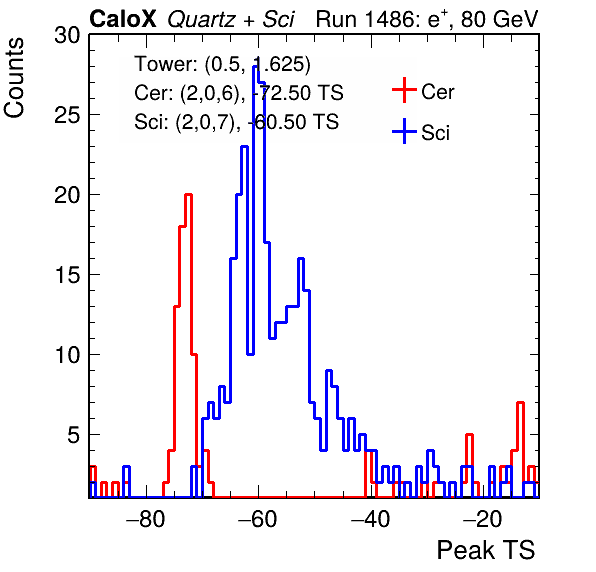 CaloX Quartz + Sci Run 1486: e+, 80 GeV
Counts
Tower: (0.5, 1.625)
Cer: (2,0,6), -72.50 TS
Sci: (2,0,7), -60.50 TS
Cer
Sci
30
25
20
15
10
5
−80 −60 −40 −20
Peak TS